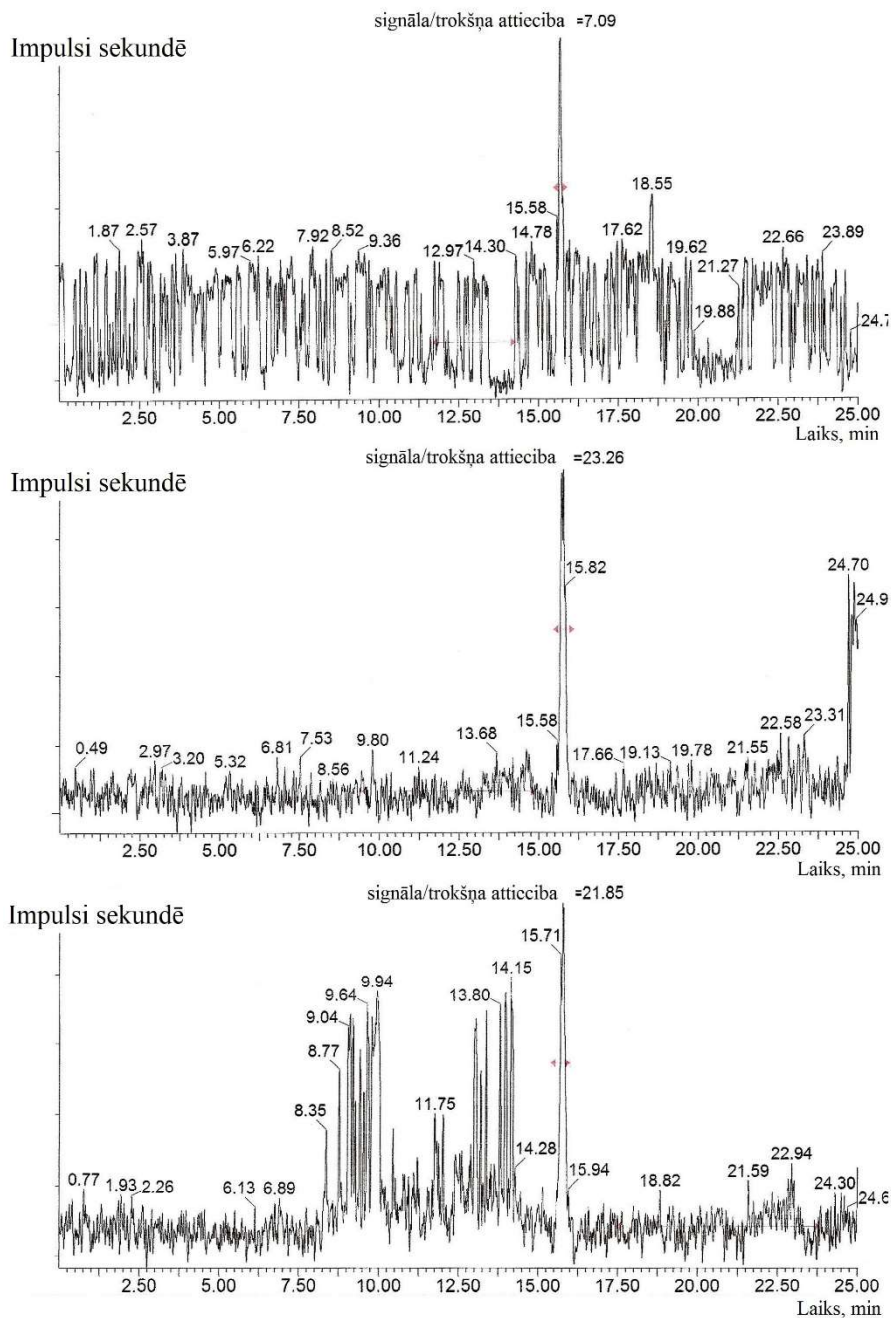 signāla/trokšņa attieciba =7.09
Impulsi sekundē
18.55
15.58
1.87 2.57 3.87 5.97 6.22 7.92 8.52 9.36 12.97 14.30 14.78 17.62 19.62 22.66 23.89
21.27
19.88
24.7
2.50 5.00 7.50 10.00 12.50 15.00 17.50 20.00 22.50 25.00
Laiks, min
signāla/trokšņa attieciba =23.26
Impulsi sekundē
15.82
24.70
24.9
0.49 2.97 3.20 5.32 6.81 7.53 8.56 9.80 11.24 13.68 15.58 17.66 19.13 19.78 21.55 22.58 23.31
2.50 5.00 7.50 10.00 12.50 15.00 17.50 20.00 22.50 25.00
Laiks, min
signāla/trokšņa attieciba =21.85
Impulsi sekundē
15.71
9.94 14.15
9.64 13.80
9.04
8.77
8.35
11.75
14.28
0.77 1.93 2.26 6.13 6.89 15.94 18.82 21.59 22.94 24.30 24.6
2.50 5.00 7.50 10.00 12.50 15.00 17.50 20.00 22.50 25.00
Laiks, min